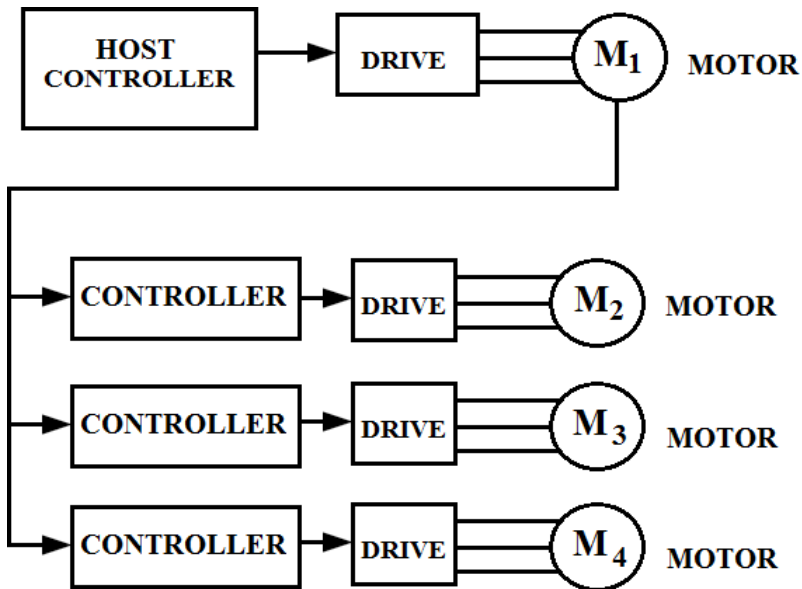 HOST
CONTROLLER
DRIVE
M1
MOTOR
CONTROLLER
DRIVE
M2
MOTOR
CONTROLLER
DRIVE
M3
MOTOR
CONTROLLER
DRIVE
M4
MOTOR